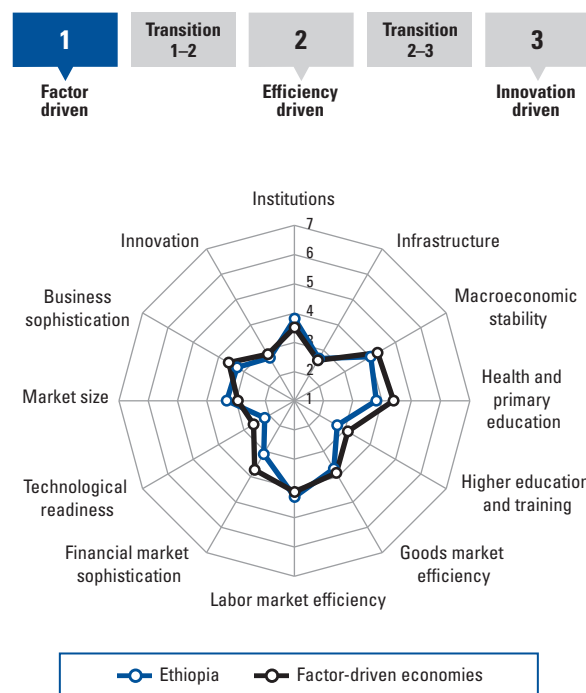 1
Transition
1–2
2
Transition
2–3
3
Factor
driven
Efficiency
driven
Innovation
driven
Institutions
7
6
5
4
3
2
1
Innovation
Infrastructure
Business
sophistication
Macroeconomic
stability
Market size
Health and
primary
education
Technological
readiness
Higher education
and training
Financial market
sophistication
Goods market
efficiency
Labor market efficiency
Ethiopia
Factor-driven economies